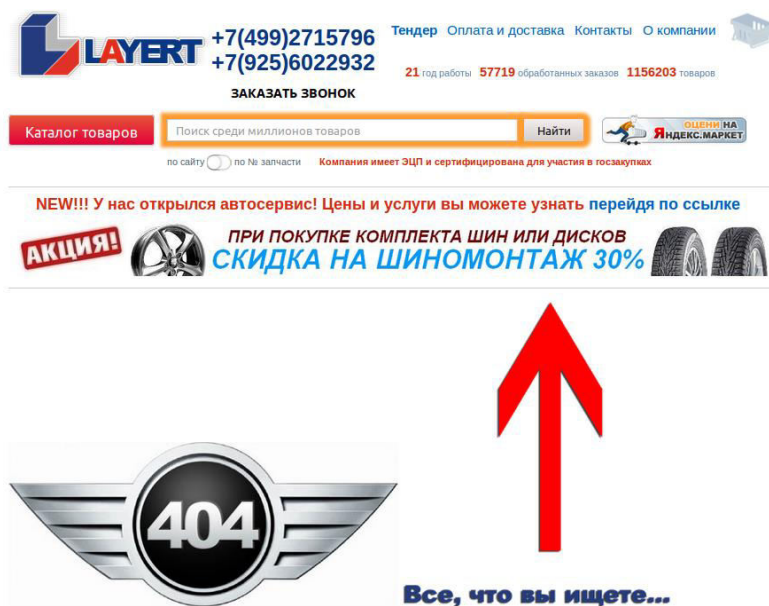 LAYERT
+7(499)2715796
+7(925)6022932
ЗАКАЗАТЬ ЗВОНОК
Тендер Оплата и доставка Контакты О компании
21 год работы 57719 обработанных заказов 1156203 товаров
Каталог товаров
Поиск среди миллионов товаров
Найти
ОЦЕНИ НА
ЯНДЕКС.МАРКЕТ
по сайту по № запчасти
Компания имеет ЭЦП и сертифицирована для участия в госзакупках
NEW!!! У нас открылся автосервис! Цены и услуги вы можете узнать перейдя по ссылке
АКЦИЯ!
ПРИ ПОКУПКЕ КОМПЛЕКТА ШИН ИЛИ ДИСКОВ
СКИДКА НА ШИНОМОНТАЖ 30%
404
Все, что вы ищете...